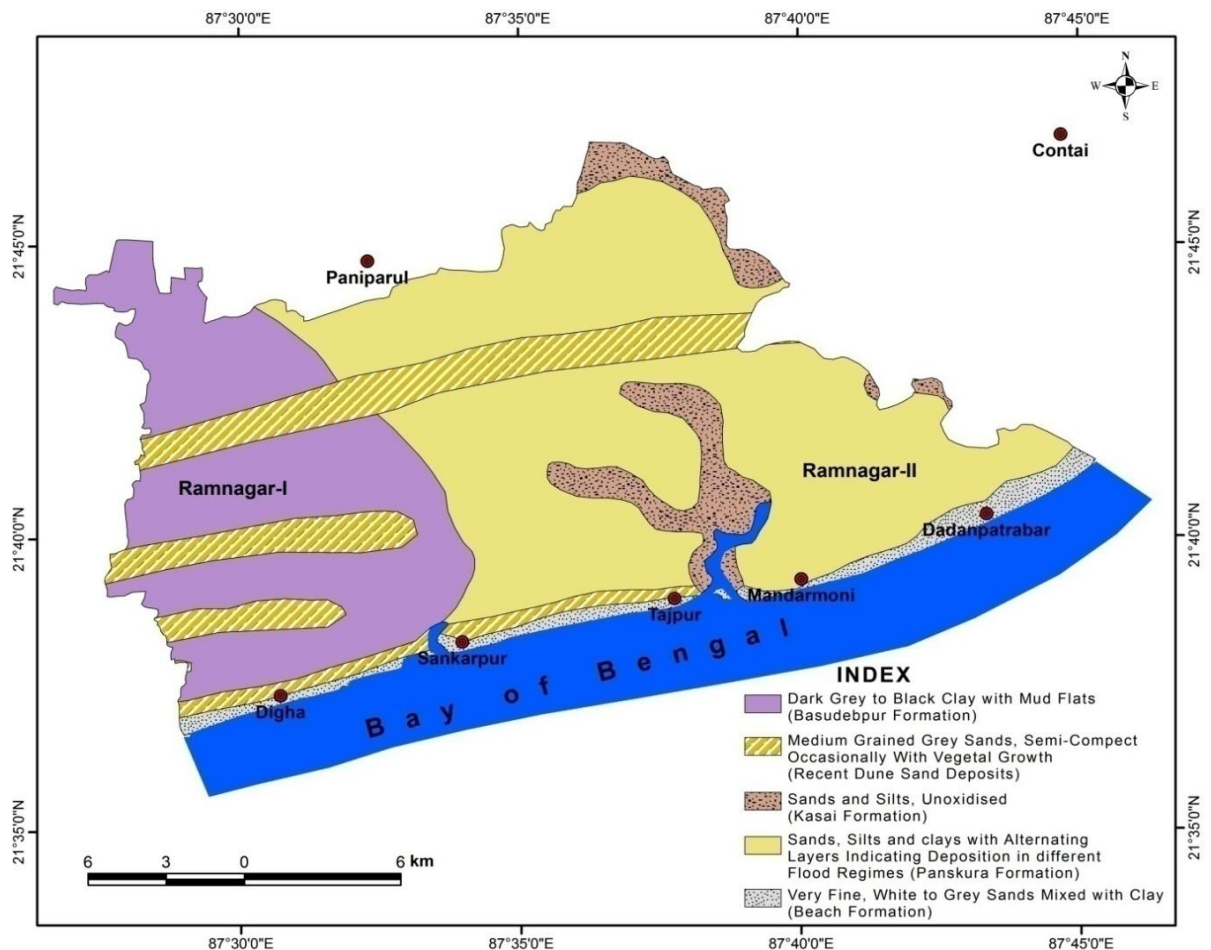 87°30'0"E
87°35'0"E
87°40'0"E
87°45'0"E
N
W E
S
Contai
21°45'0"N
21°45'0"N
Paniparul
Ramnagar-I
Ramnagar-II
21°40'0"N
21°40'0"N
Dadanpatrabar
Mandarmoni
Tajpur
Sankarpur
Digha
Bay of Bengal
INDEX
Dark Grey to Black Clay with Mud Flats
(Basudebpur Formation)
Medium Grained Grey Sands, Semi-Compect
Occasionally With Vegetal Growth
(Recent Dune Sand Deposits)
Sands and Silts, Unoxidised
(Kasai Formation)
Sands, Silts and clays with Alternating
Layers Indicating Deposition in different
Flood Regimes (Panskura Formation)
Very Fine, White to Grey Sands Mixed with Clay
(Beach Formation)
21°35'0"N
21°35'0"N
6 3 0 6 km
87°30'0"E
87°35'0"E
87°40'0"E
87°45'0"E